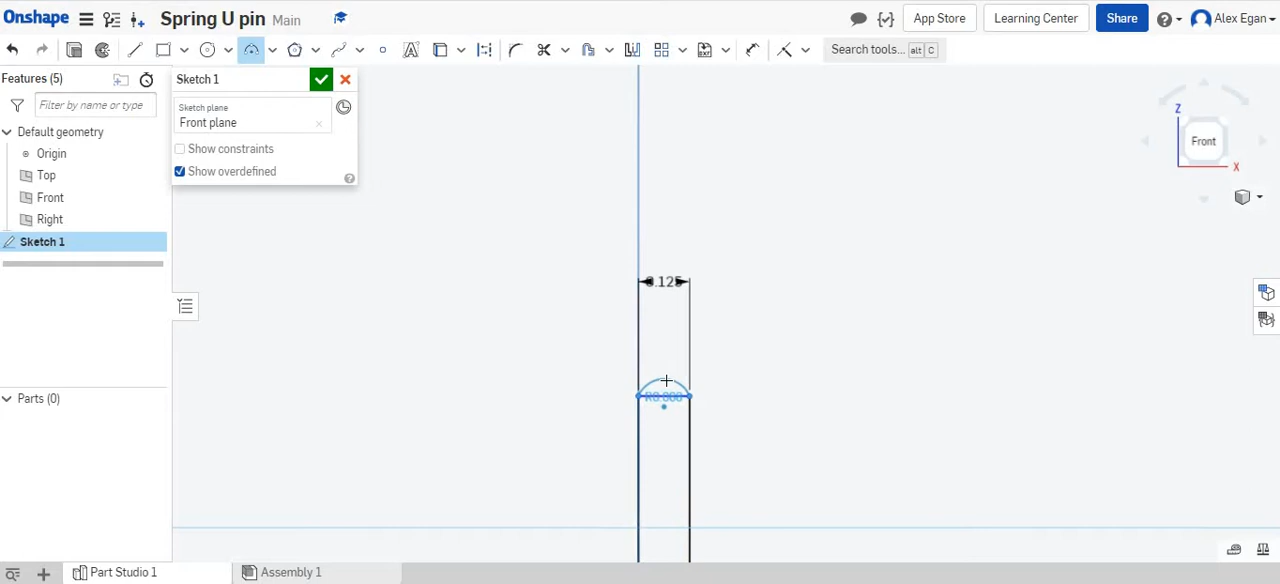 Onshape Spring U pin Main App Store Learning Center Share Alex Egan
Search tools... alt C
Features (5)
Sketch 1
Filter by name or type
Sketch plane
Front plane
Default geometry
Show constraints
Origin
Show overdefined
Top
Front
Right
Sketch 1
Parts (0)
Z
Front
X
Part Studio 1
Assembly 1